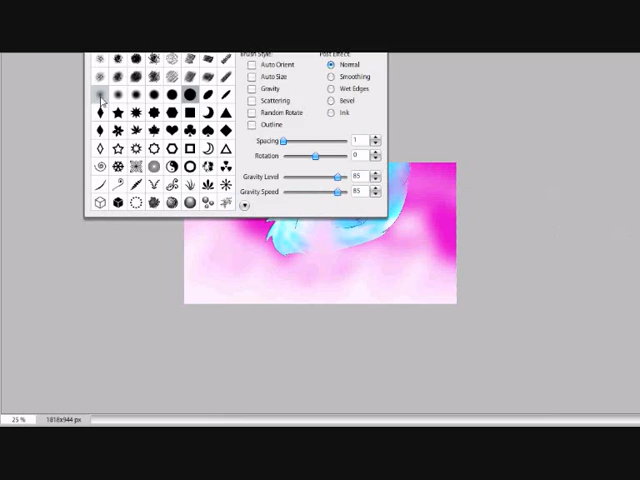 Brush Style:
Post Effect:
Auto Orient
Normal
Auto Size
Smoothing
Gravity
Wet Edges
Scattering
Bevel
Random Rotate
Ink
Outline
Spacing
1
Rotation
0
Gravity Level
85
Gravity Speed
85
25 %
1818x944 px